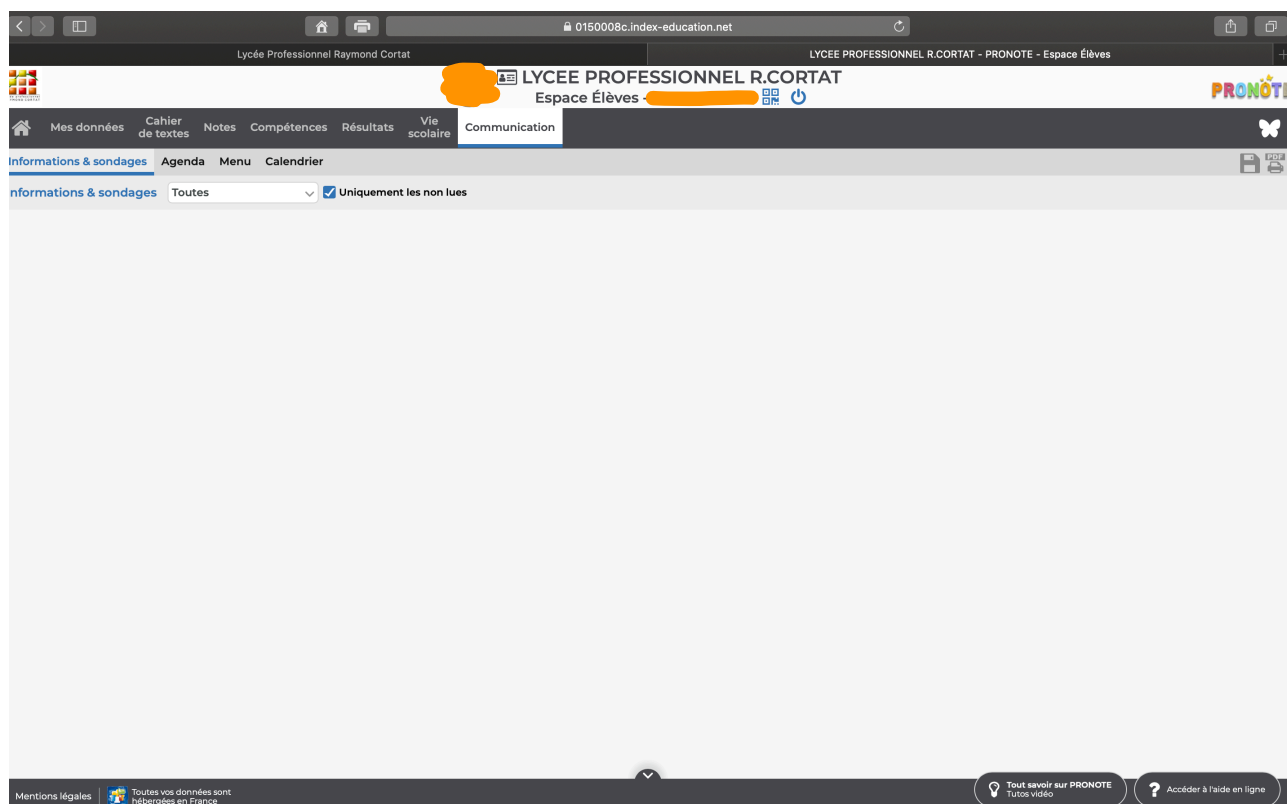 0150008c.index-education.net
Lycée Professionnel Raymond Cortat
LYCEE PROFESSIONNEL R.CORTAT - PRONOTE - Espace Élèves
LYCEE PROFESSIONNEL R.CORTAT
Espace Élèves -
PRONOT
Mes données
Cahier
de textes
Notes
Compétences
Résultats
Vie
scolaire
Communication
Informations & sondages
Agenda
Menu
Calendrier
PDF
nformations & sondages
Toutes
Uniquement les non lues
Mentions légales
Toutes vos données sont
hébergées en France
Tout savoir sur PRONOTE
Tutos vidéo
? Accéder à l'aide en ligne